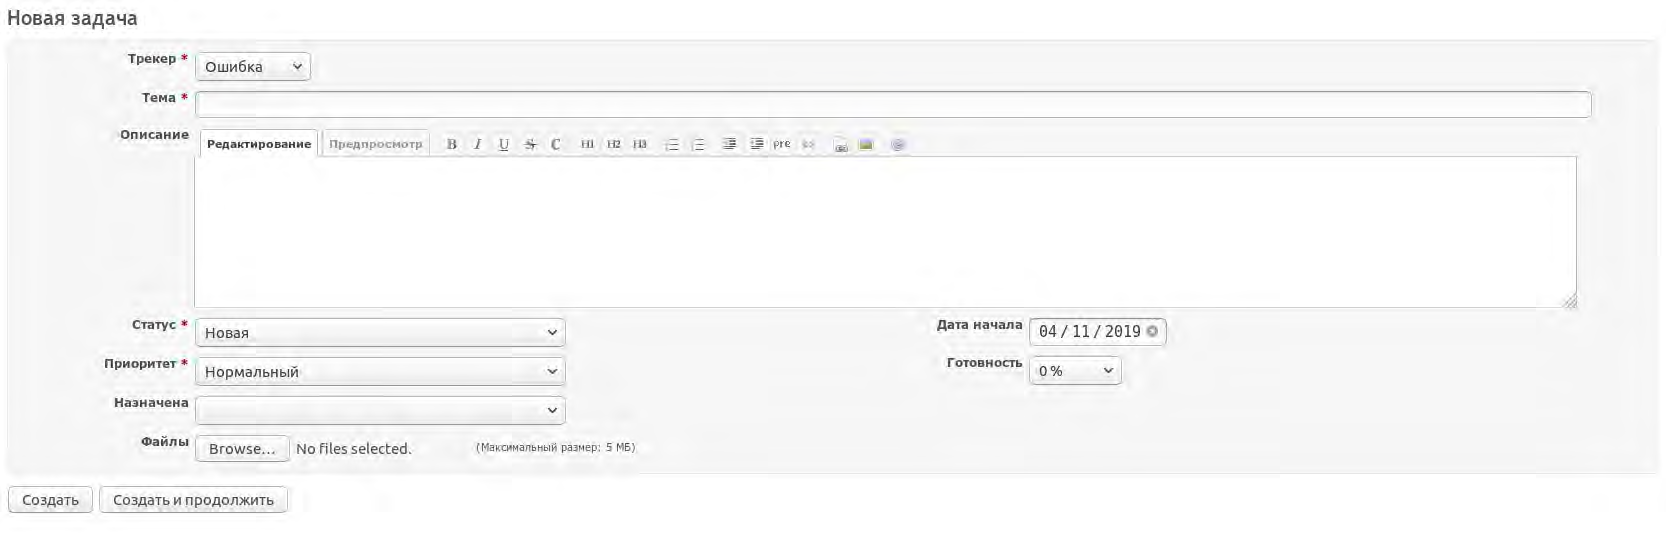 Новая задача
Трекер * Ошибка
Тема *
Описание Редактирование Предпросмотр B I U S C H1 H2 H3 pre <>
Статус * Новая Дата начала 04 / 11 / 2019
Приоритет * Нормальный Готовность 0 %
Назначена
Файлы Browse... No files selected. (Максимальный размер: 5 МБ)
Создать Создать и продолжить